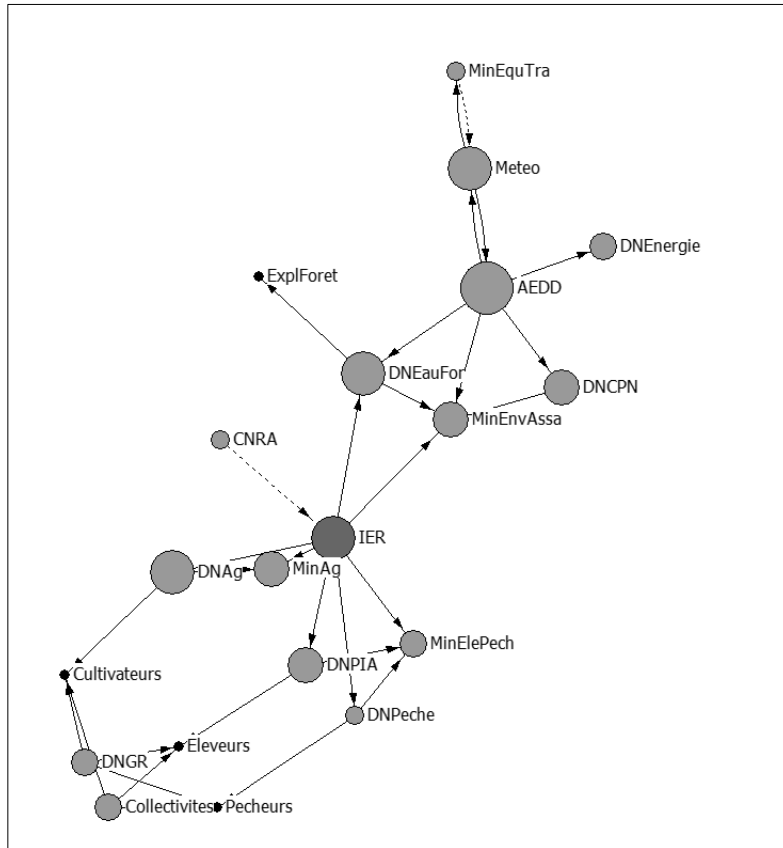 MinEquTra
Meteo
DNEnergie
ExplForet
AEDD
DNEauFor
DNCPN
MinEnvAssa
CNRA
IER
DNAg
MinAg
MinElePech
DNPIA
Cultivateurs
DNPeche
Eleveurs
DNGR
Collectivites
Pecheurs